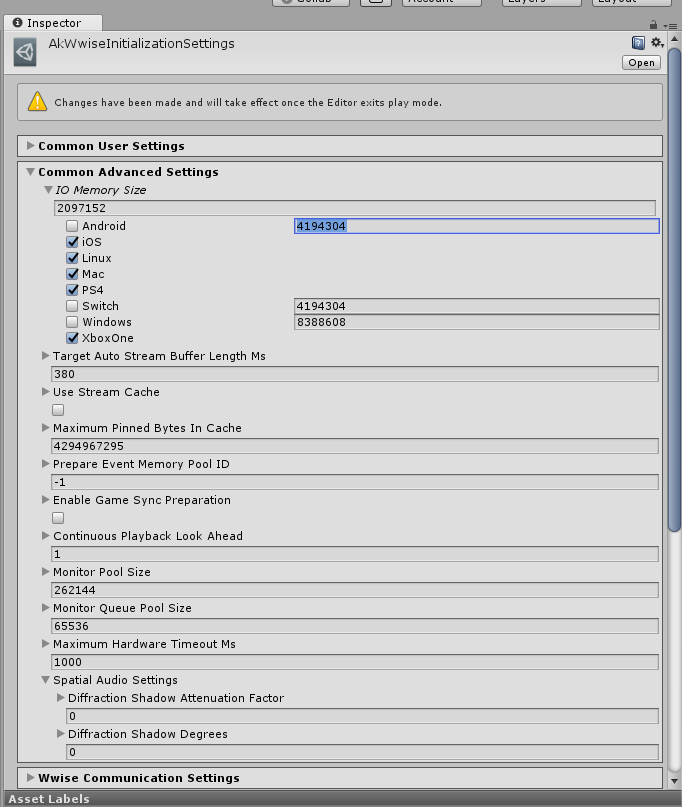 Collab
Account
Layers
Layout
Inspector
AkWwiseInitializationSettings
Open
Changes have been made and will take effect once the Editor exits play mode.
Common User Settings
Common Advanced Settings
IO Memory Size
2097152
Android 4194304
iOS
Linux
Mac
PS4
Switch 4194304
Windows 8388608
XboxOne
Target Auto Stream Buffer Length Ms
380
Use Stream Cache
Maximum Pinned Bytes In Cache
4294967295
Prepare Event Memory Pool ID
-1
Enable Game Sync Preparation
Continuous Playback Look Ahead
1
Monitor Pool Size
262144
Monitor Queue Pool Size
65536
Maximum Hardware Timeout Ms
1000
Spatial Audio Settings
Diffraction Shadow Attenuation Factor
0
Diffraction Shadow Degrees
0
Wwise Communication Settings
Asset Labels